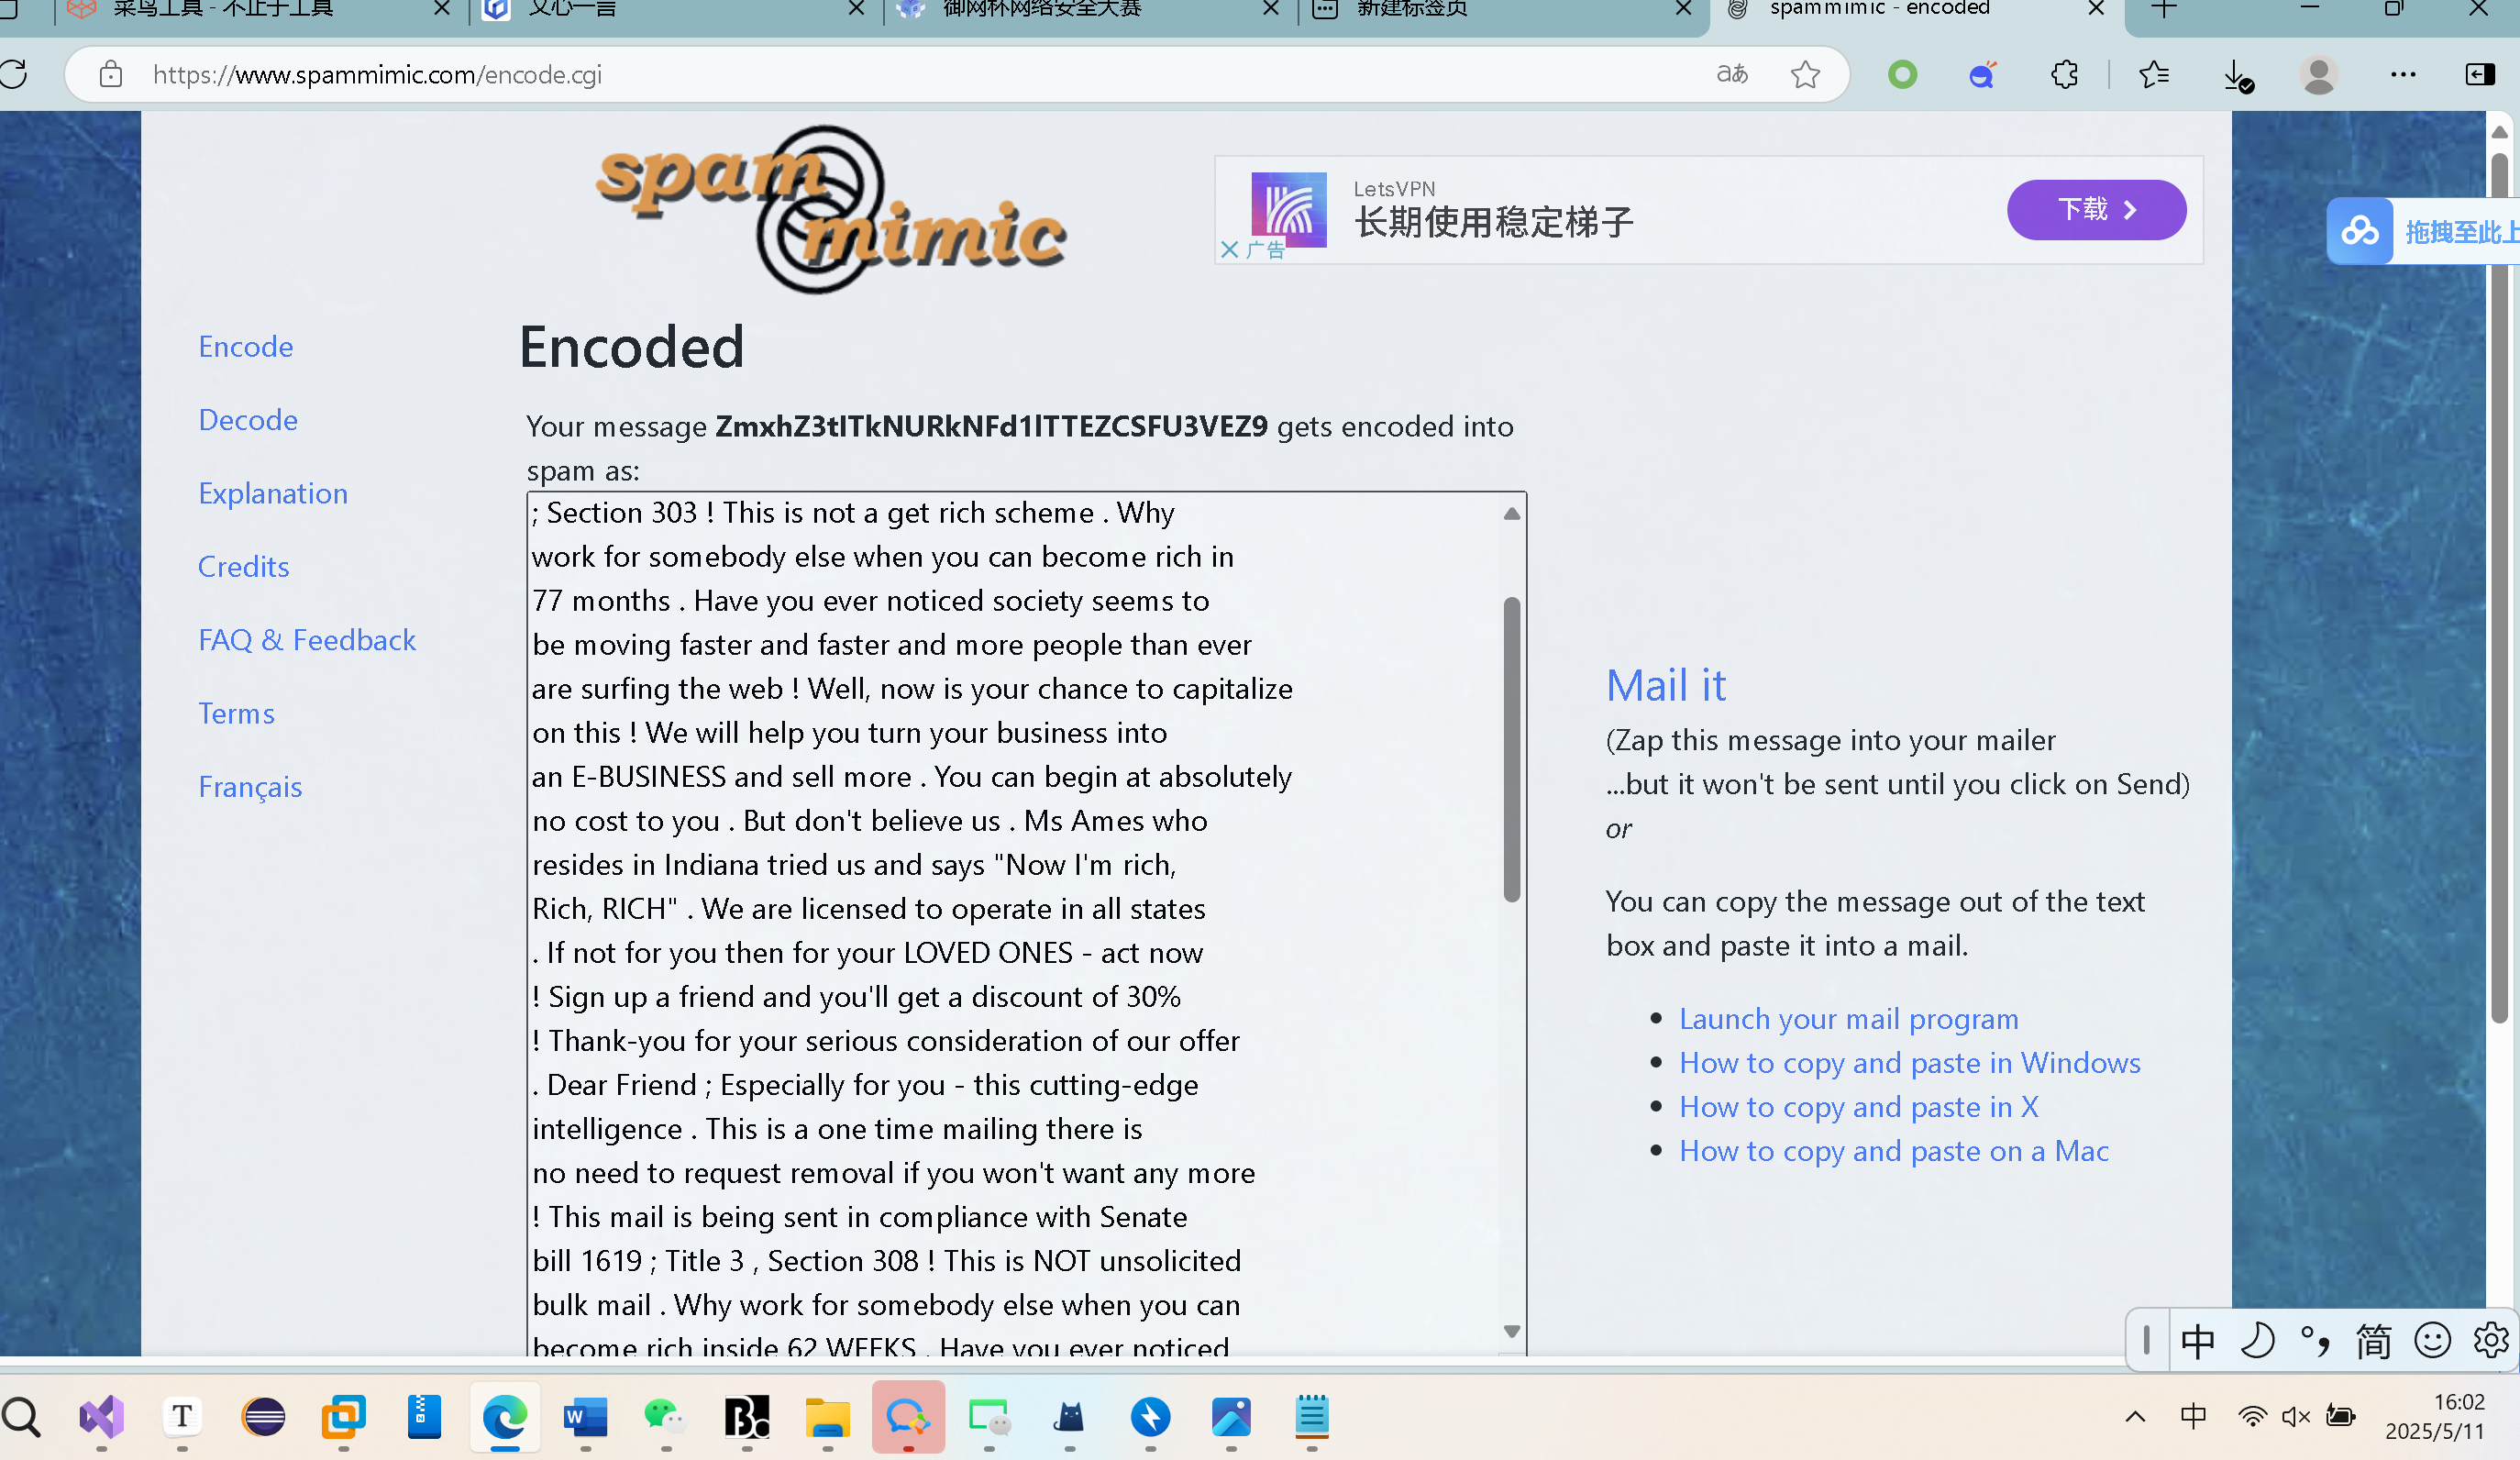 菜鸟工具 - 不止于工具
文心一言
御网杯网络安全大赛
新建标签页
spammimic - encoded
https://www.spammimic.com/encode.cgi
aあ
spam
mimic
LetsVPN
长期使用稳定梯子
下载
广告
拖拽至此上
Encode
Decode
Explanation
Credits
FAQ & Feedback
Terms
Français
Encoded
Your message ZmxhZ3tITkNURkNFd1lTTEZCSFU3VEZ9 gets encoded into
spam as:
; Section 303 ! This is not a get rich scheme . Why
work for somebody else when you can become rich in
77 months . Have you ever noticed society seems to
be moving faster and faster and more people than ever
are surfing the web ! Well, now is your chance to capitalize
on this ! We will help you turn your business into
an E-BUSINESS and sell more . You can begin at absolutely
no cost to you . But don't believe us . Ms Ames who
resides in Indiana tried us and says "Now I'm rich,
Rich, RICH" . We are licensed to operate in all states
. If not for you then for your LOVED ONES - act now
! Sign up a friend and you'll get a discount of 30%
! Thank-you for your serious consideration of our offer
. Dear Friend ; Especially for you - this cutting-edge
intelligence . This is a one time mailing there is
no need to request removal if you won't want any more
! This mail is being sent in compliance with Senate
bill 1619 ; Title 3 , Section 308 ! This is NOT unsolicited
bulk mail . Why work for somebody else when you can
become rich inside 62 WEEKS . Have you ever noticed
Mail it
(Zap this message into your mailer
...but it won't be sent until you click on Send)
or
You can copy the message out of the text
box and paste it into a mail.
Launch your mail program
How to copy and paste in Windows
How to copy and paste in X
How to copy and paste on a Mac
中
简
T
W
Bc
中
16:02
2025/5/11